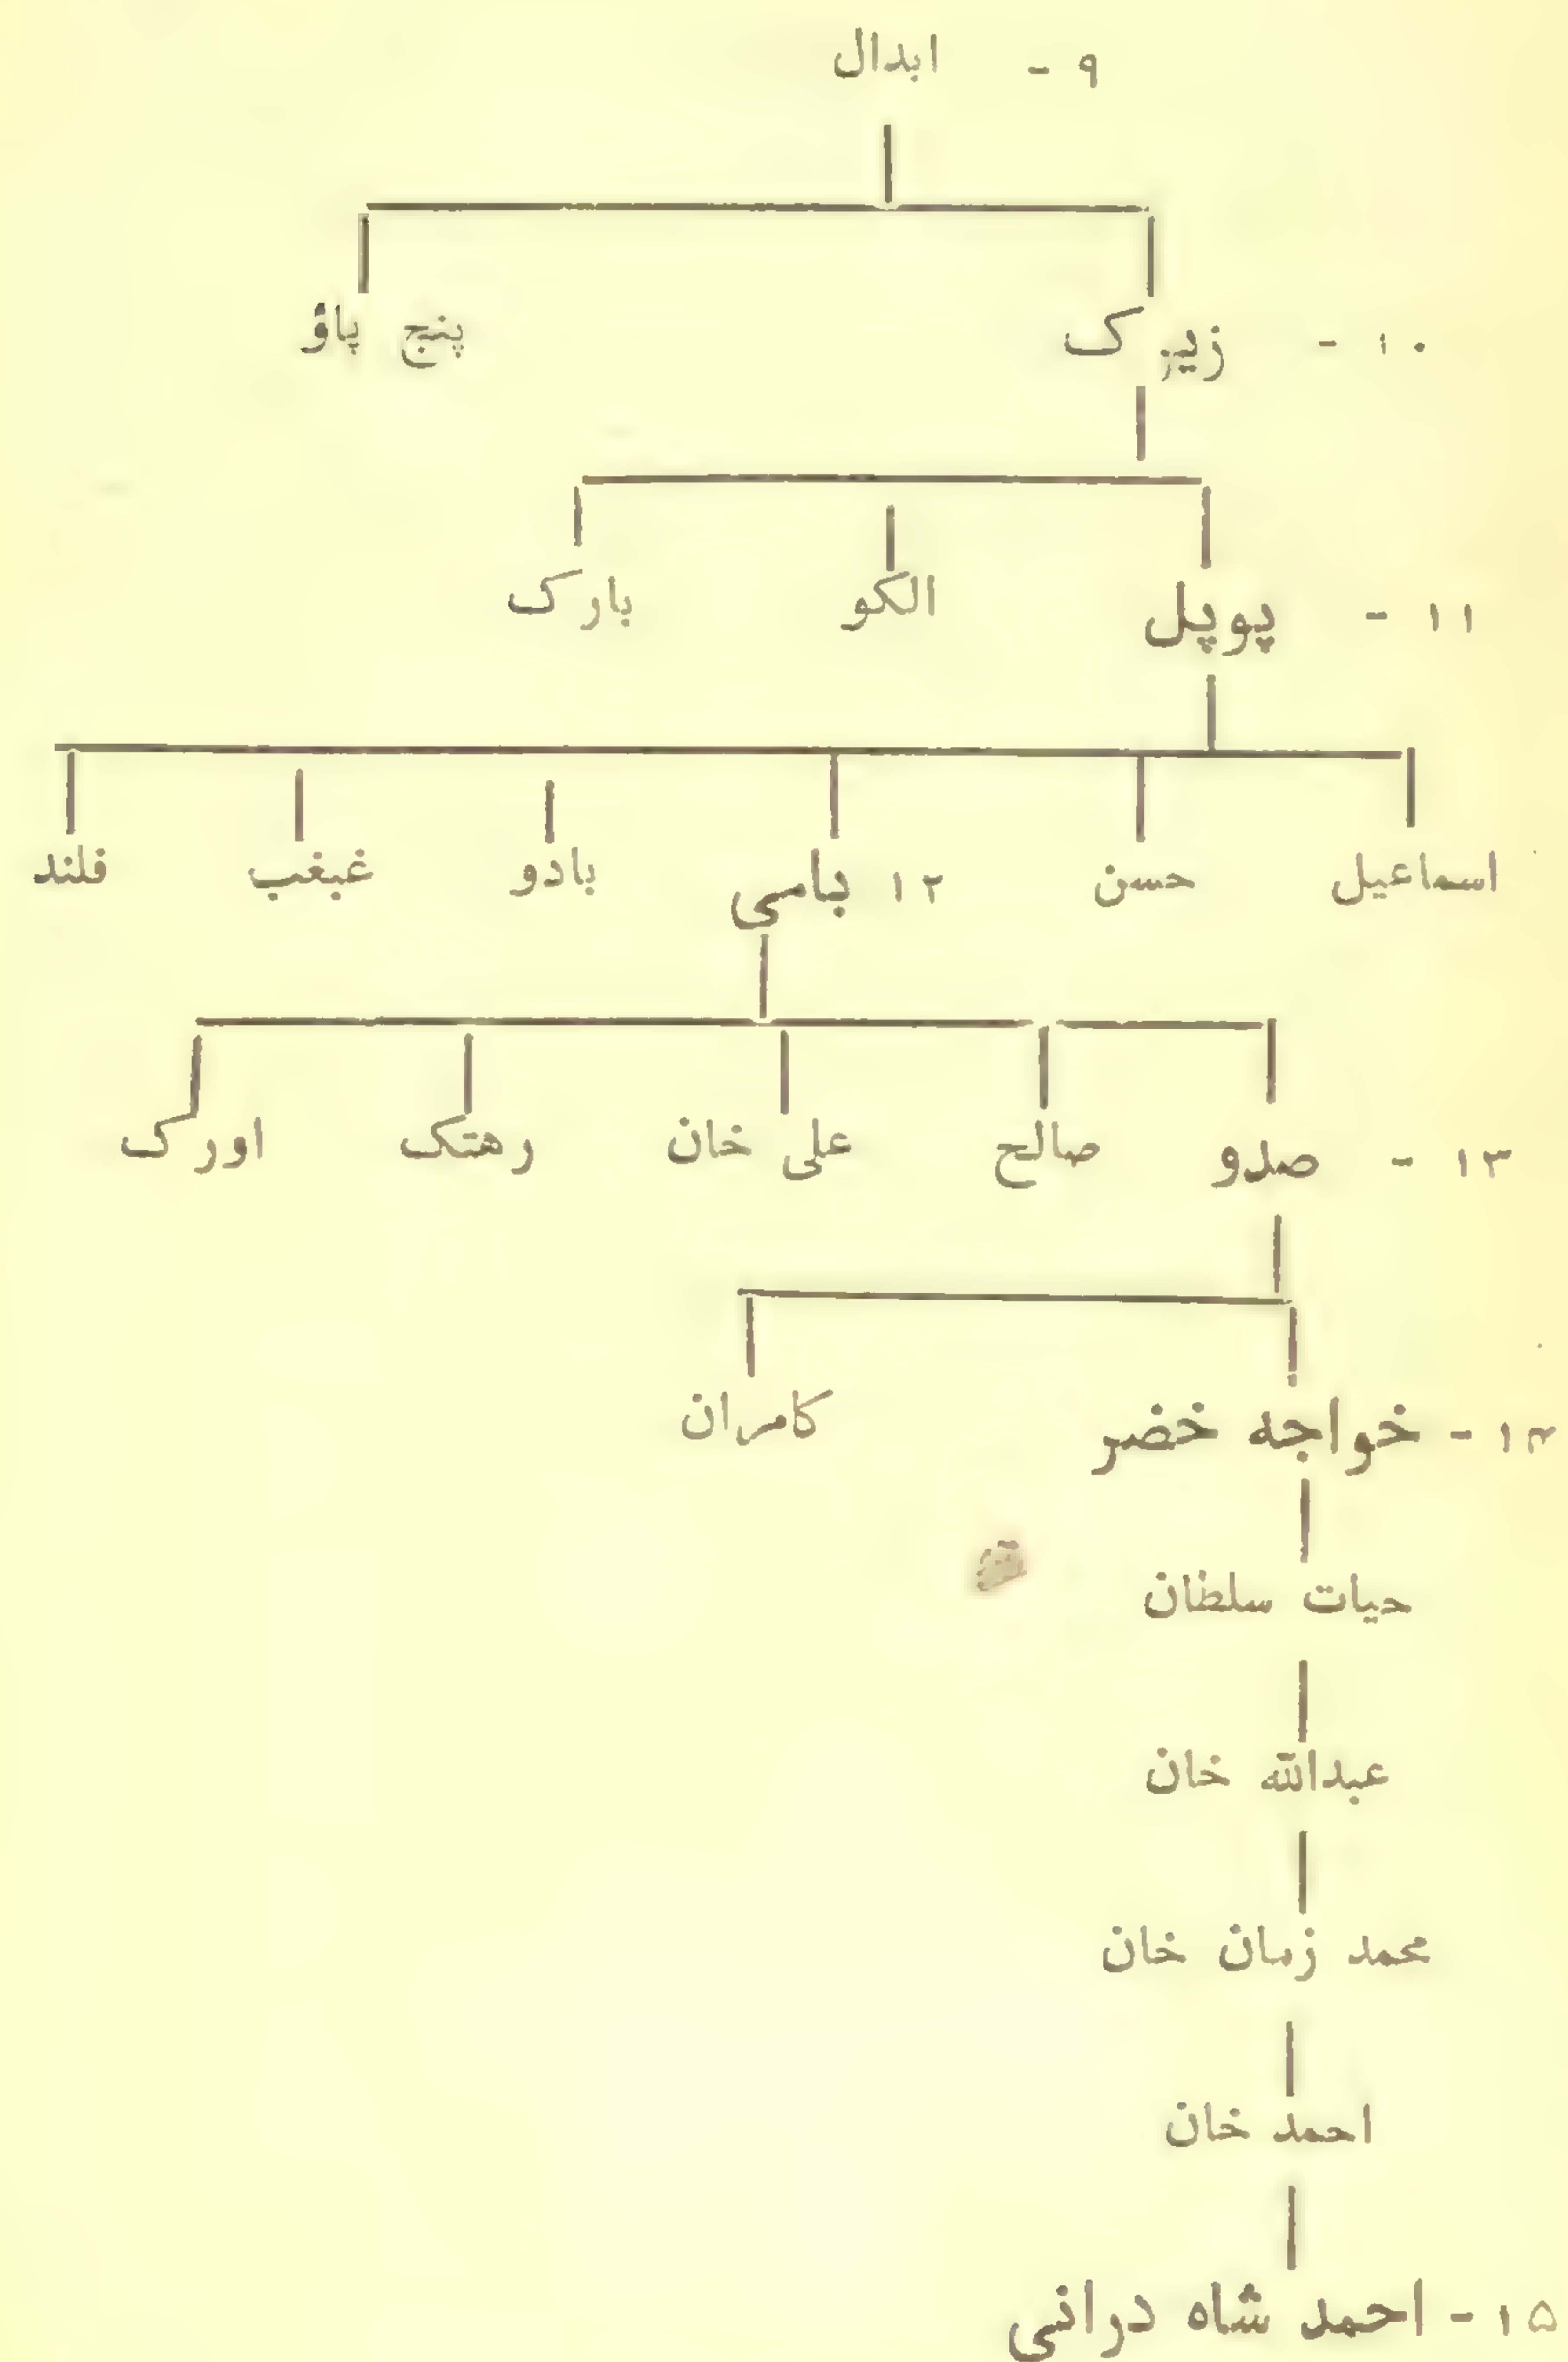 ۹ - ابدال
۱۰ - زیرک پنج پاؤ
۱۱ - پوپل الکو بارک
اسماعیل حسن ۱۲ بامی بادو غبغب فلند
۱۳ - صدو صالح علی خان رهتک اورک
۱۴ - خواجه خضر کامران
حیات سلطان
عبدالله خان
محمد زمان خان
احمد خان
۱۵ - احمد شاه درانی